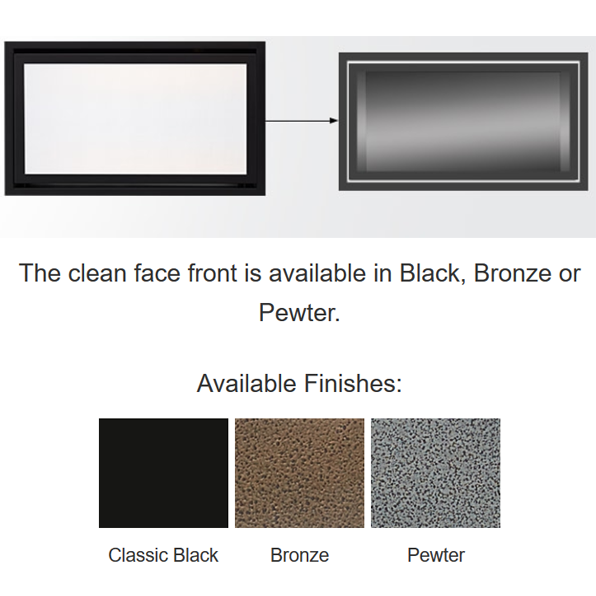 The clean face front is available in Black, Bronze or
Pewter.
Available Finishes:
Classic Black
Bronze
Pewter